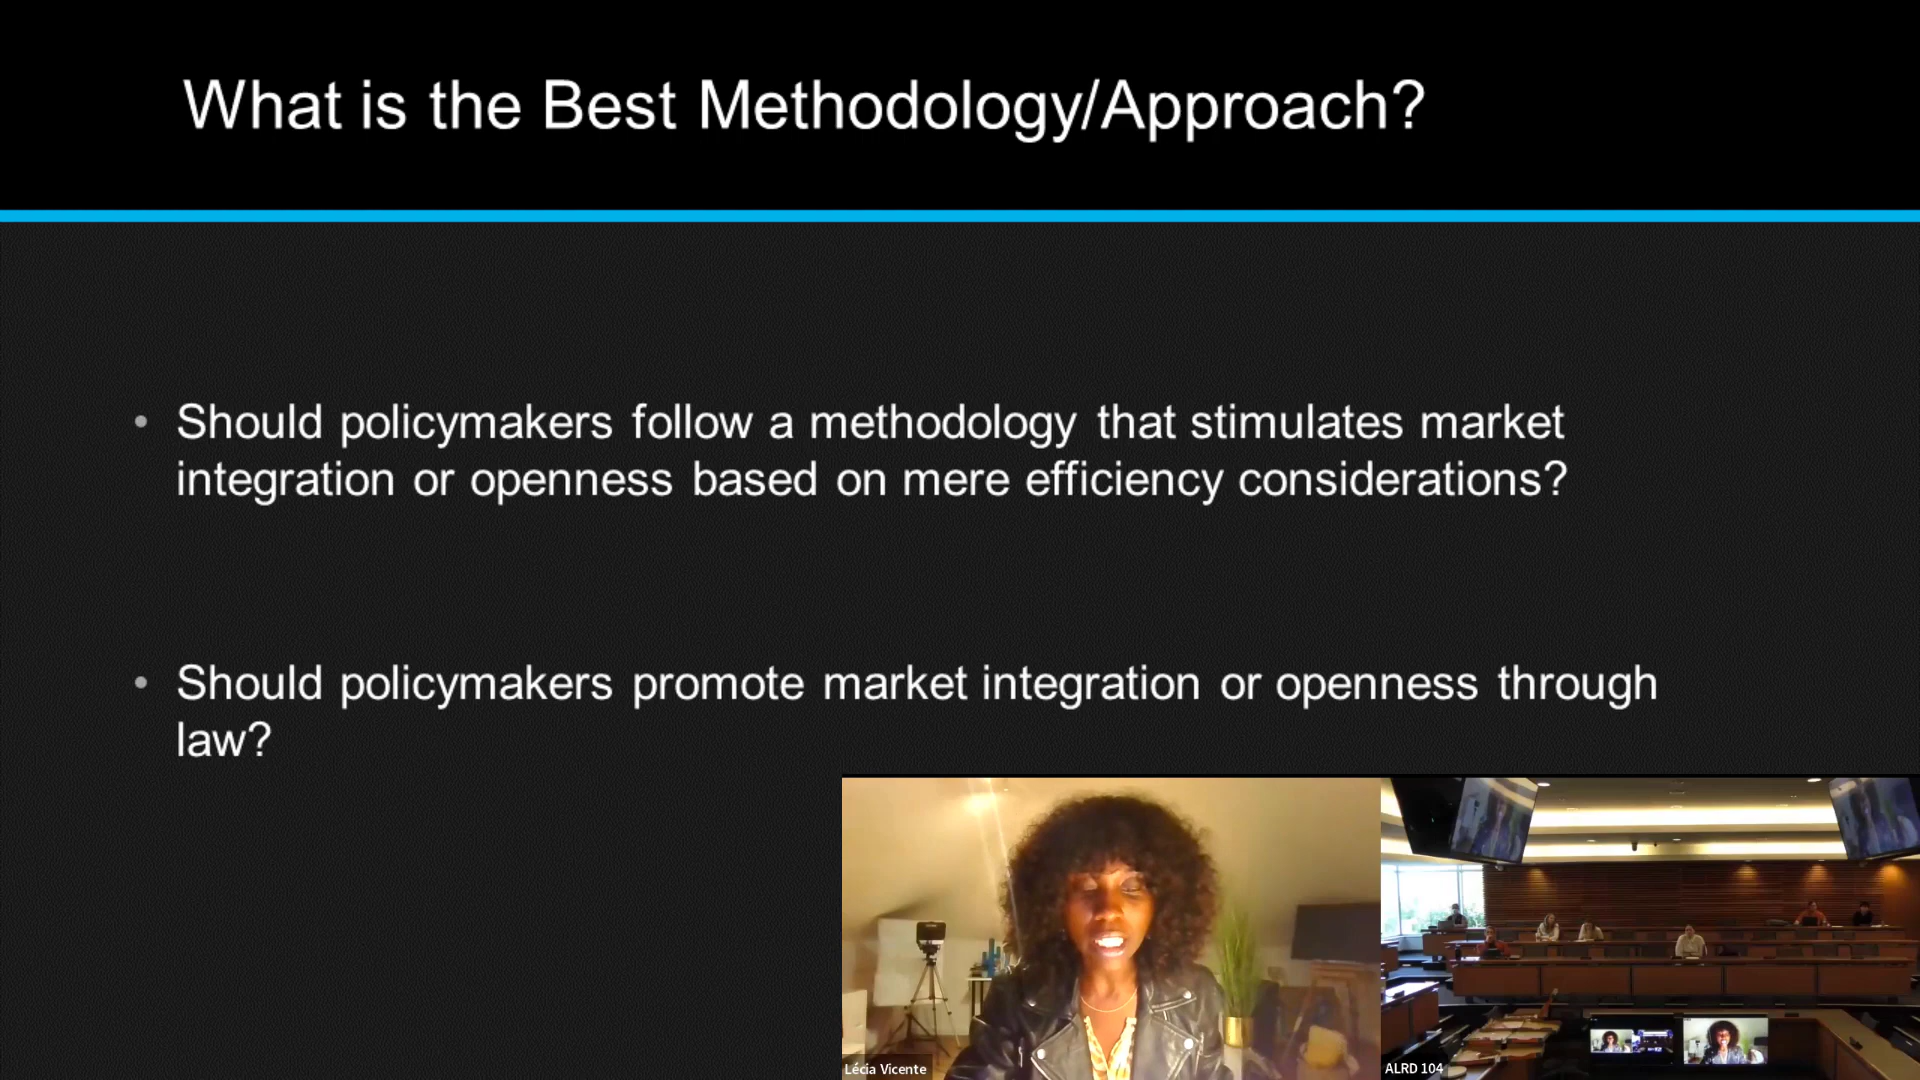 What is the Best Methodology/Approach?
• Should policymakers follow a methodology that stimulates market
integration or openness based on mere efficiency considerations?
• Should policymakers promote market integration or openness through
law?
Lécia Vicente
ALRD 104